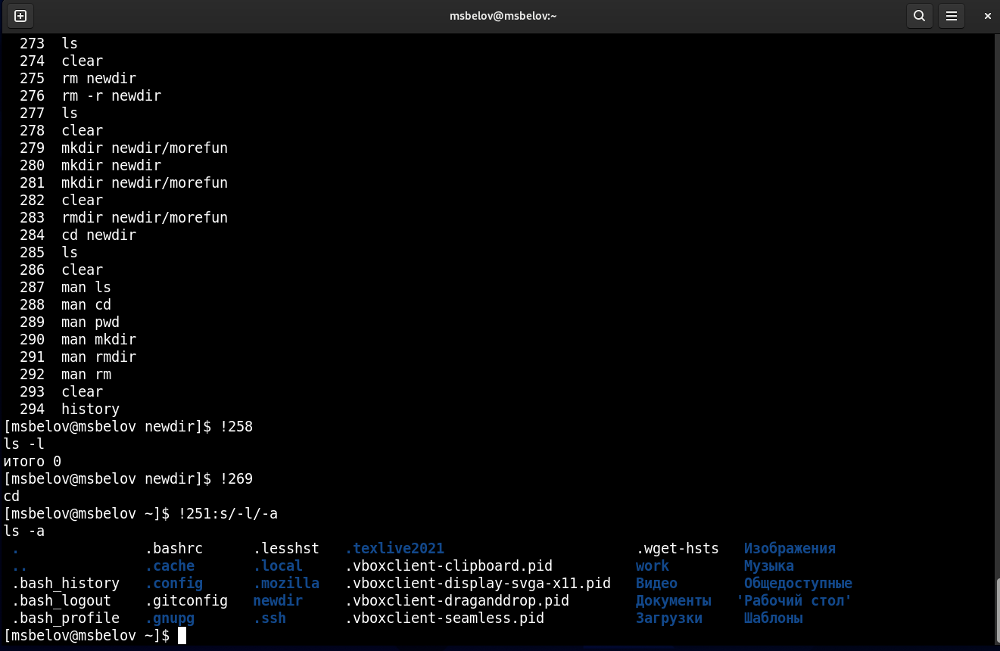 msbelov@msbelov:~
273 ls
274 clear
275 rm newdir
276 rm -r newdir
277 ls
278 clear
279 mkdir newdir/morefun
280 mkdir newdir
281 mkdir newdir/morefun
282 clear
283 rmdir newdir/morefun
284 cd newdir
285 ls
286 clear
287 man ls
288 man cd
289 man pwd
290 man mkdir
291 man rmdir
292 man rm
293 clear
294 history
[msbelov@msbelov newdir]$ !258
ls -l
итого 0
[msbelov@msbelov newdir]$ !269
cd
[msbelov@msbelov ~]$ !251:s/-l/-a
ls -a
. .bashrc .lesshst .texlive2021 .wget-hsts Изображения
.. .cache .local .vboxclient-clipboard.pid work Музыка
.bash_history .config .mozilla .vboxclient-display-svga-x11.pid Видео Общедоступные
.bash_logout .gitconfig newdir .vboxclient-draganddrop.pid Документы 'Рабочий стол'
.bash_profile .gnupg .ssh .vboxclient-seamless.pid Загрузки Шаблоны
[msbelov@msbelov ~]$